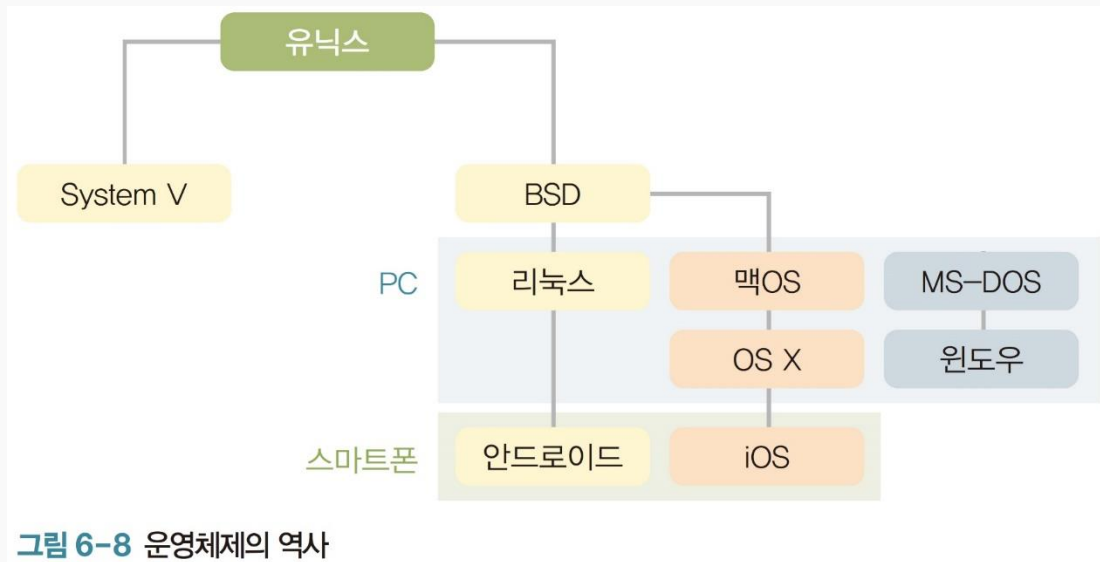 유닉스
System V
BSD
PC
리눅스
맥OS
MS-DOS
OS X
윈도우
스마트폰
안드로이드
iOS
그림 6-8 운영체제의 역사